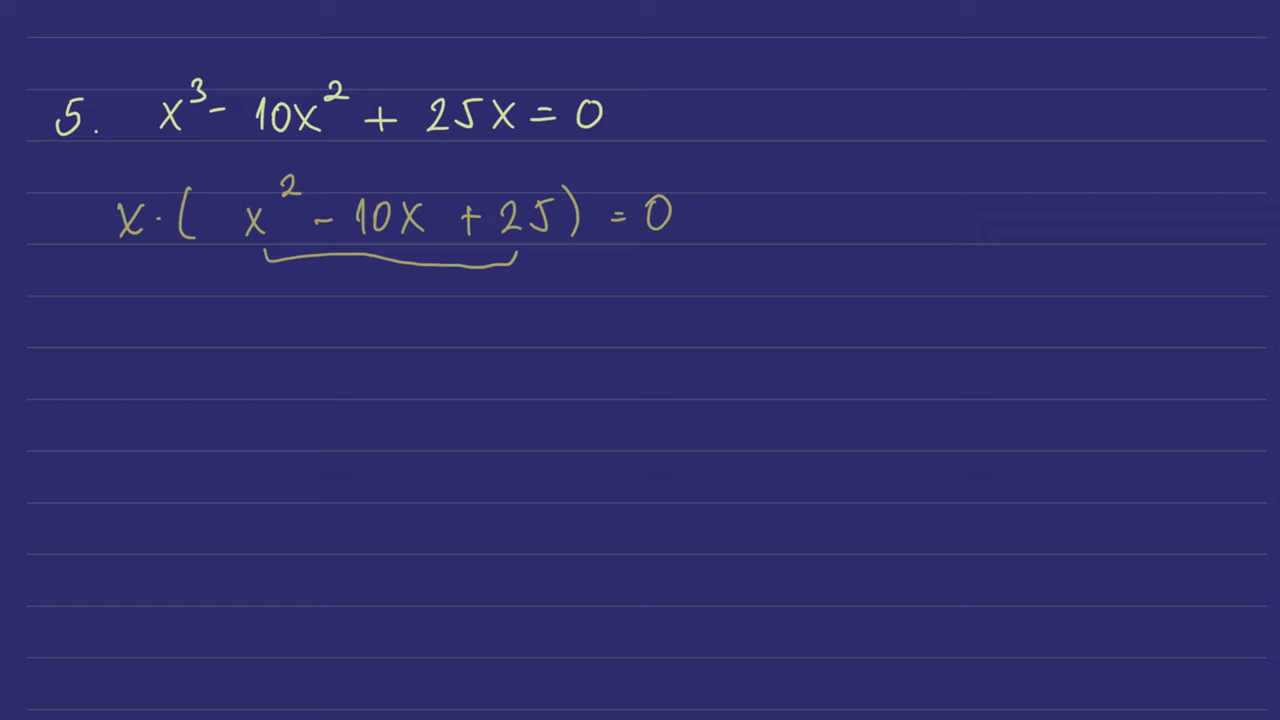 5. x³ - 10x² + 25x = 0
x · ( x² - 10x + 25 ) = 0